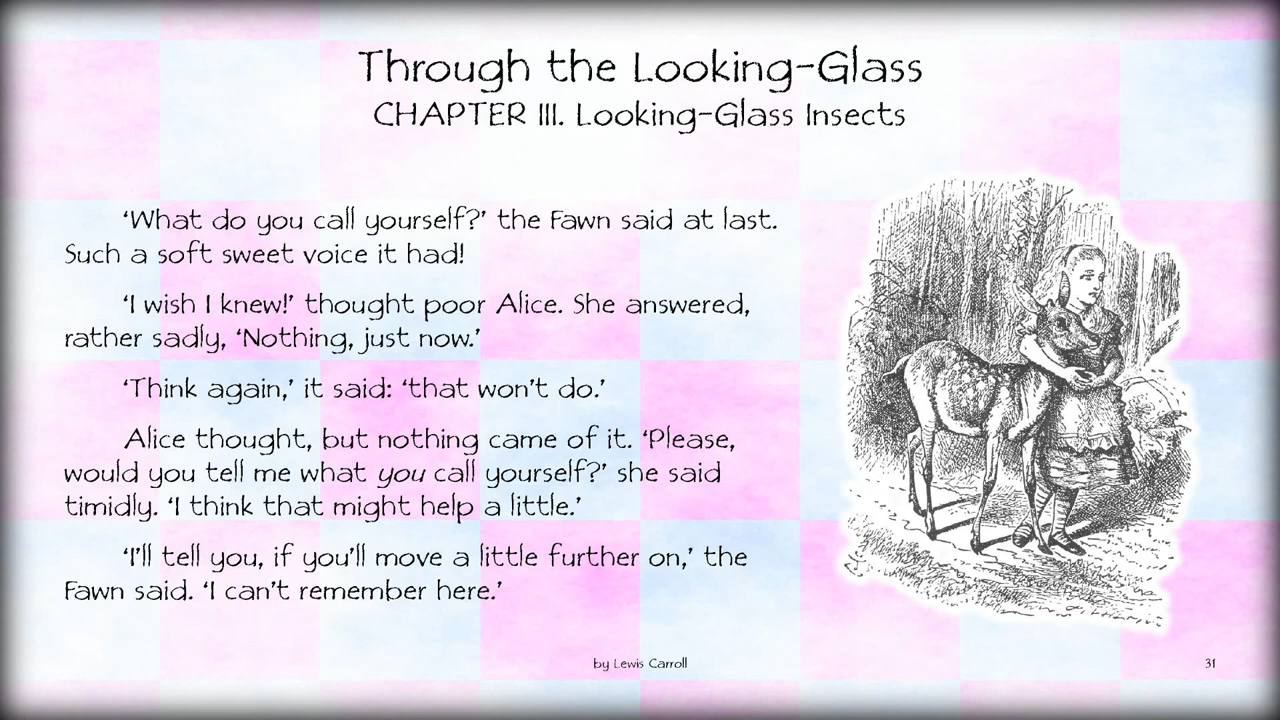 Through the Looking-Glass
CHAPTER III. Looking-Glass Insects
‘What do you call yourself?’ the Fawn said at last.
Such a soft sweet voice it had!
‘I wish I knew!’ thought poor Alice. She answered,
rather sadly, ‘Nothing, just now.’
‘Think again,’ it said: ‘that won’t do.’
Alice thought, but nothing came of it. ‘Please,
would you tell me what you call yourself?’ she said
timidly. ‘I think that might help a little.’
‘I’ll tell you, if you’ll move a little further on,’ the
Fawn said. ‘I can’t remember here.’
by Lewis Carroll
31